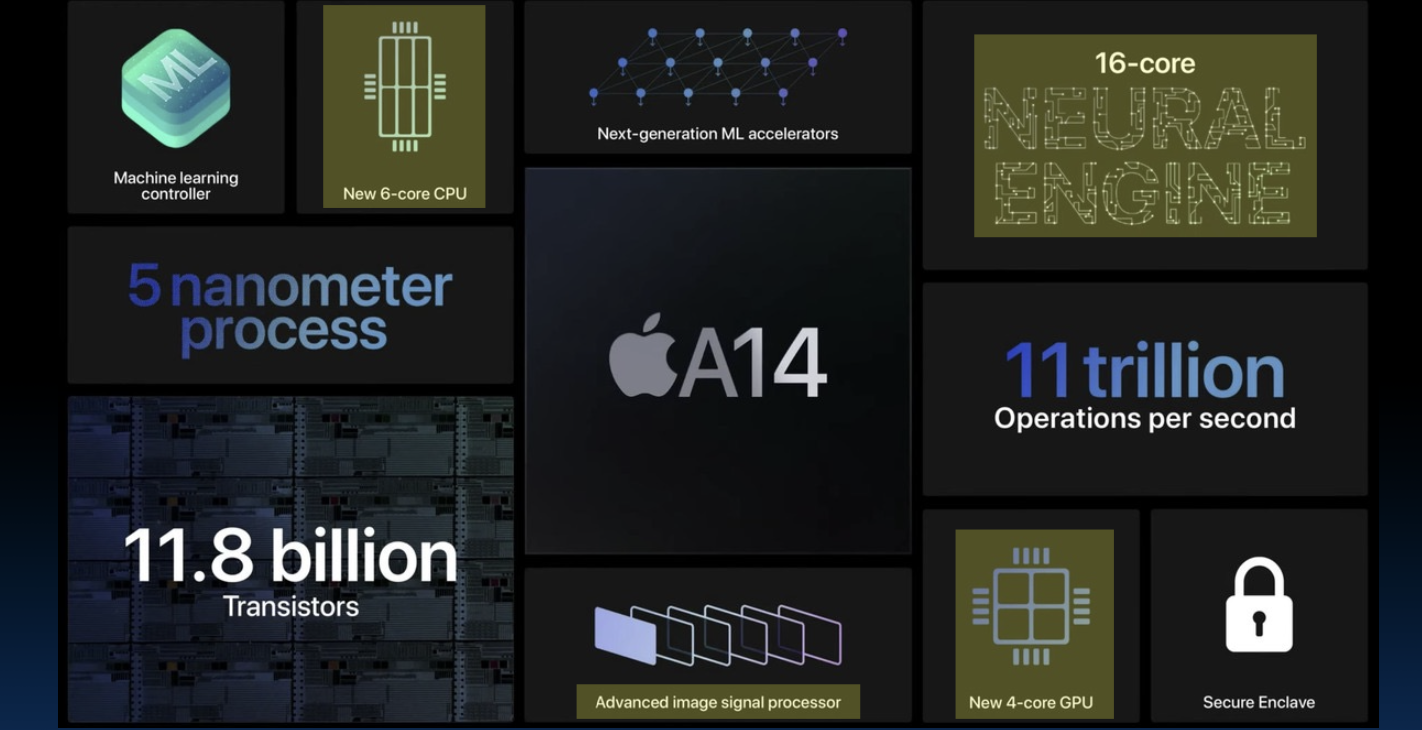 ML
Machine learning
controller
New 6-core CPU
Next-generation ML accelerators
16-core
NEURAL
ENGINE
5 nanometer
process
A14
11 trillion
Operations per second
11.8 billion
Transistors
Advanced image signal processor
New 4-core GPU
Secure Enclave